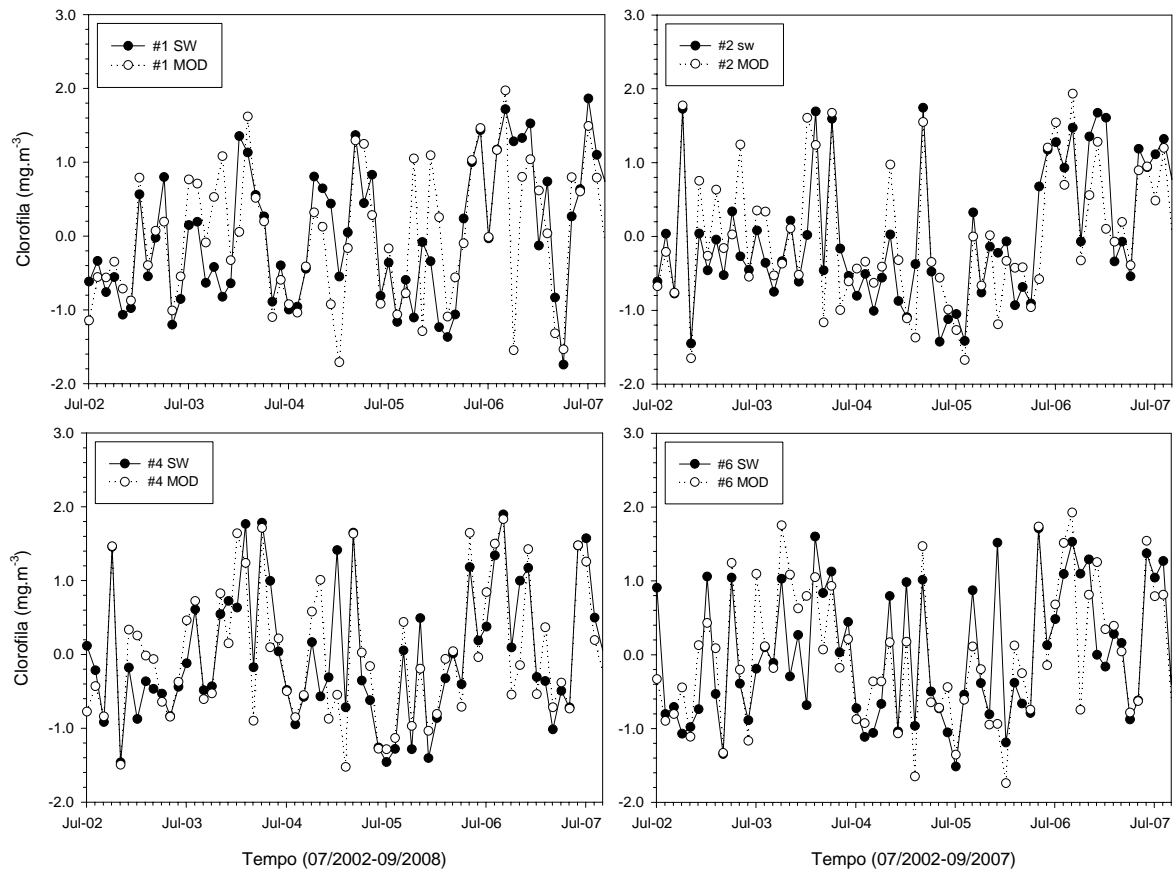 3.0
2.0
1.0
0.0
-1.0
-2.0
Clorofila (mg.m-3)
#1 SW
#1 MOD
Jul-02 Jul-03 Jul-04 Jul-05 Jul-06 Jul-07
3.0
2.0
1.0
0.0
-1.0
-2.0
#2 sw
#2 MOD
Jul-02 Jul-03 Jul-04 Jul-05 Jul-06 Jul-07
3.0
2.0
1.0
0.0
-1.0
-2.0
Clorofila (mg.m-3)
#4 SW
#4 MOD
Jul-02 Jul-03 Jul-04 Jul-05 Jul-06 Jul-07
Tempo (07/2002-09/2008)
3.0
2.0
1.0
0.0
-1.0
-2.0
#6 SW
#6 MOD
Jul-02 Jul-03 Jul-04 Jul-05 Jul-06 Jul-07
Tempo (07/2002-09/2007)